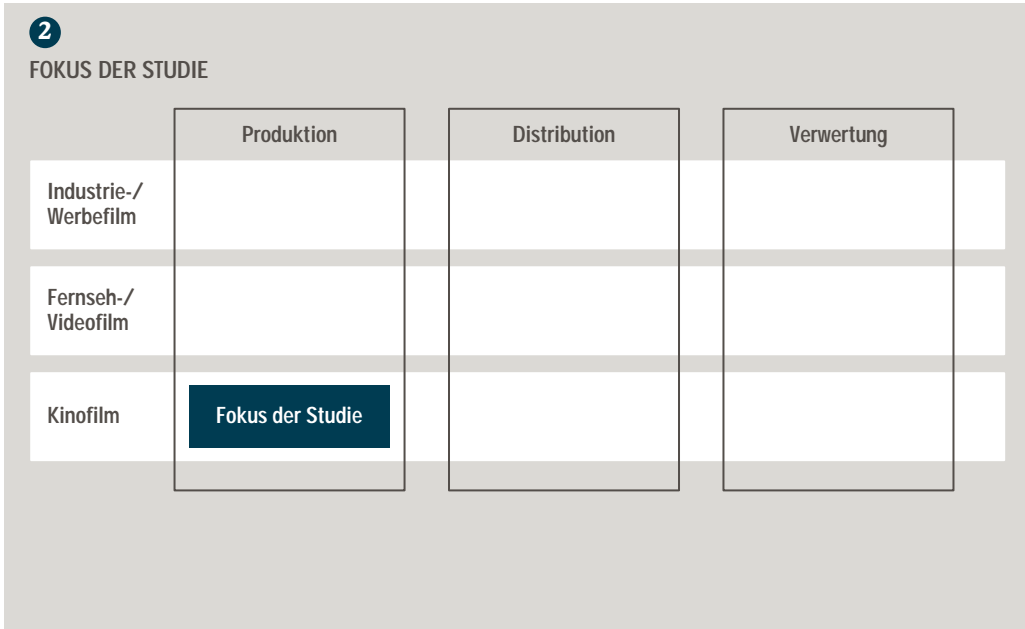 2
FOKUS DER STUDIE
Produktion Distribution Verwertung
Industrie-/
Werbefilm
Fernseh-/
Videofilm
Kinofilm Fokus der Studie